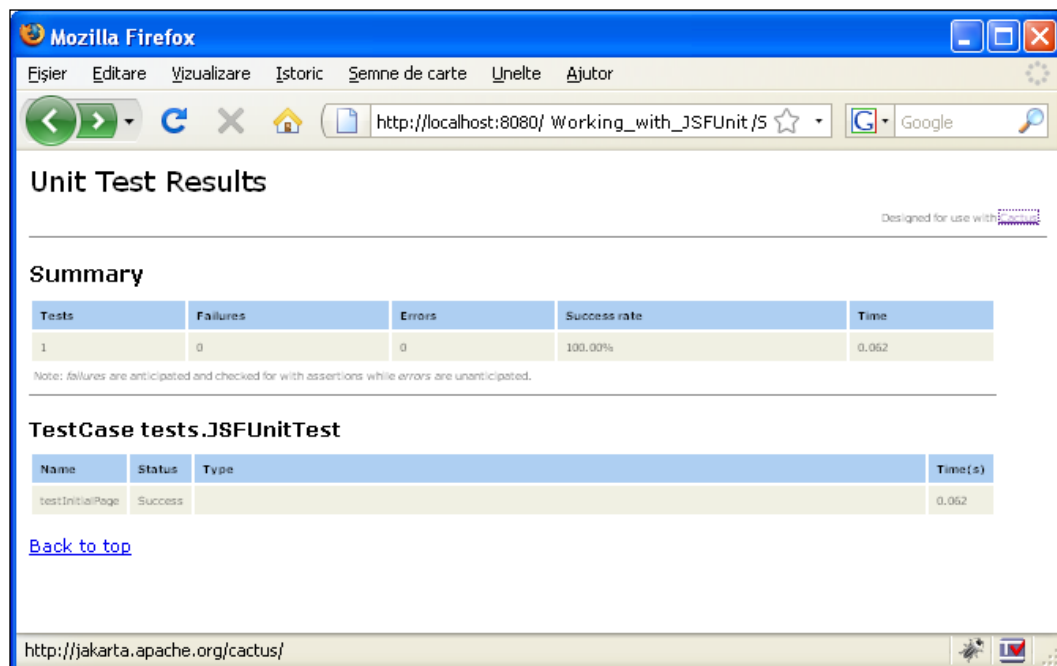 Mozilla Firefox
Fişier Editare Vizualizare Istoric Semne de carte Unelte Ajutor
http://localhost:8080/ Working_with_JSFUnit/S G Google
Unit Test Results
Designed for use with Cactus.
Summary
Tests Failures Errors Success rate Time
1 0 0 100.00% 0.062
Note: failures are anticipated and checked for with assertions while errors are unanticipated.
TestCase tests.JSFUnitTest
Name Status Type Time(s)
testInitialPage Success 0.062
Back to top
http://jakarta.apache.org/cactus/